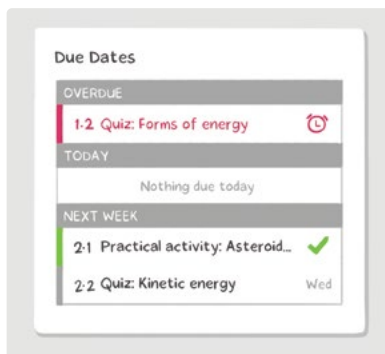 Due Dates
OVERDUE
1.2 Quiz: Forms of energy
TODAY
Nothing due today
NEXT WEEK
2.1 Practical activity: Asteroid...
2.2 Quiz: Kinetic energy Wed